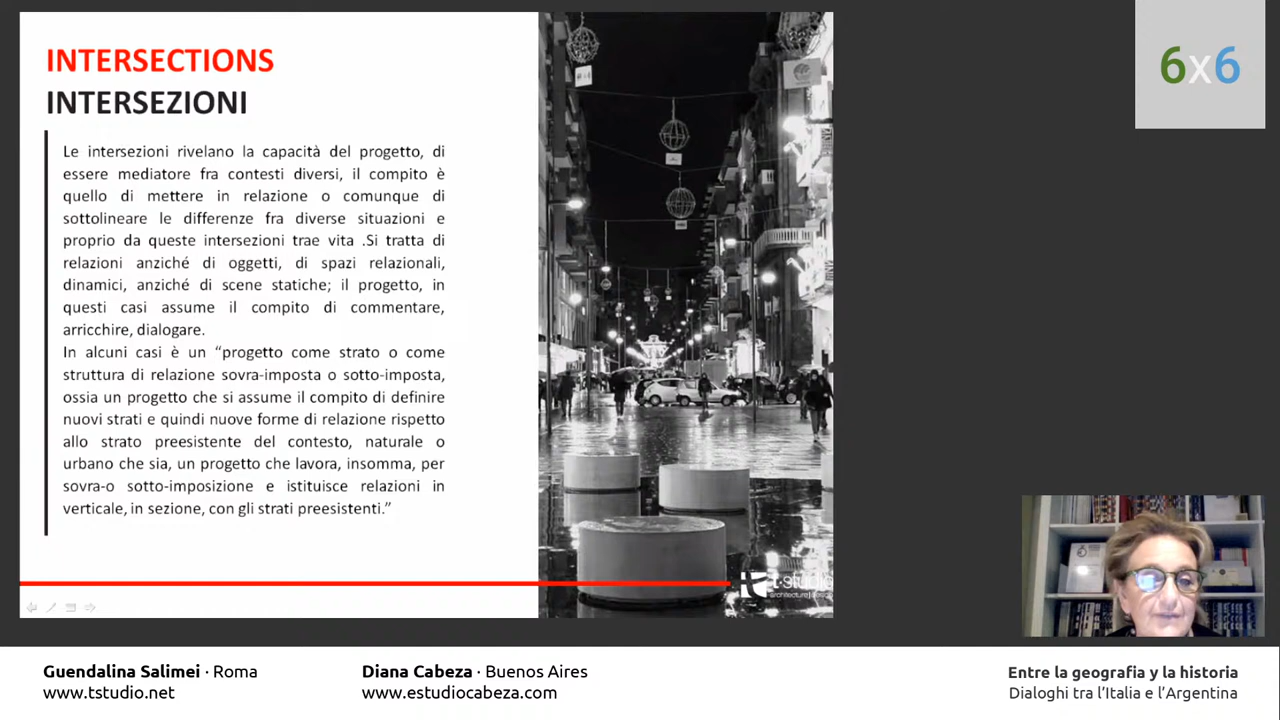 INTERSECTIONS
INTERSEZIONI
Le intersezioni rivelano la capacità del progetto, di
essere mediatore fra contesti diversi, il compito è
quello di mettere in relazione o comunque di
sottolineare le differenze fra diverse situazioni e
proprio da queste intersezioni trae vita .Si tratta di
relazioni anziché di oggetti, di spazi relazionali,
dinamici, anziché di scene statiche; il progetto, in
questi casi assume il compito di commentare,
arricchire, dialogare.
In alcuni casi è un “progetto come strato o come
struttura di relazione sovra-imposta o sotto-imposta,
ossia un progetto che si assume il compito di definire
nuovi strati e quindi nuove forme di relazione rispetto
allo strato preesistente del contesto, naturale o
urbano che sia, un progetto che lavora, insomma, per
sovra-o sotto-imposizione e istituisce relazioni in
verticale, in sezione, con gli strati preesistenti.”
t-studio
6x6
Guendalina Salimei · Roma
www.tstudio.net
Diana Cabeza · Buenos Aires
www.estudiocabeza.com
Entre la geografia y la historia
Dialoghi tra l’Italia e l’Argentina